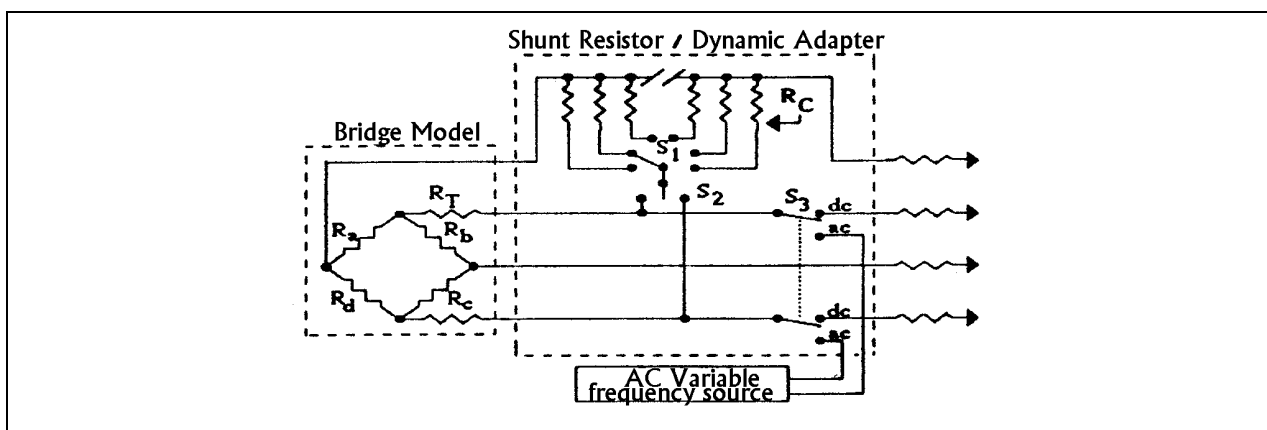 Shunt Resistor / Dynamic Adapter
R_C
Bridge Model
S_1
R_T
S_2
S_3
dc
ac
R_a
R_b
R_d
R_c
dc
ac
AC Variable
frequency source